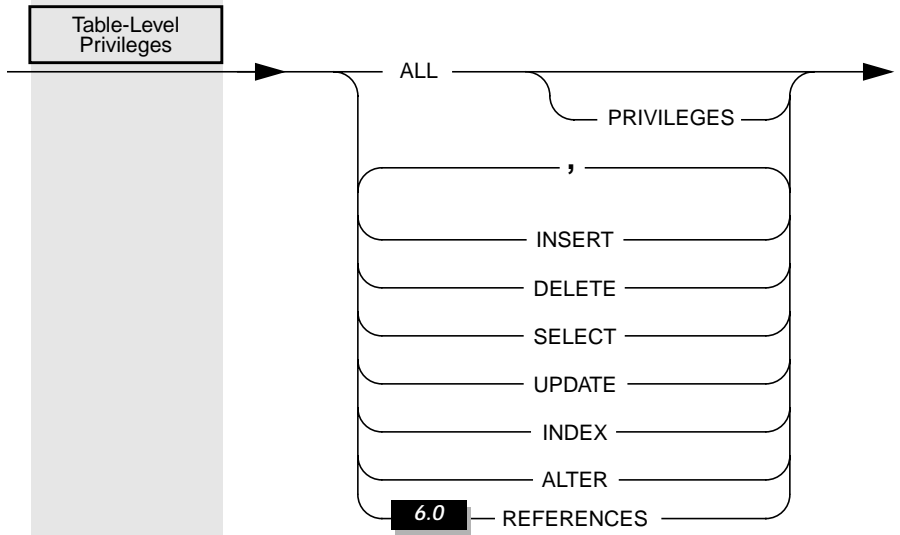 Table-Level
Privileges
ALL
PRIVILEGES
,
INSERT
DELETE
SELECT
UPDATE
INDEX
ALTER
6.0 REFERENCES